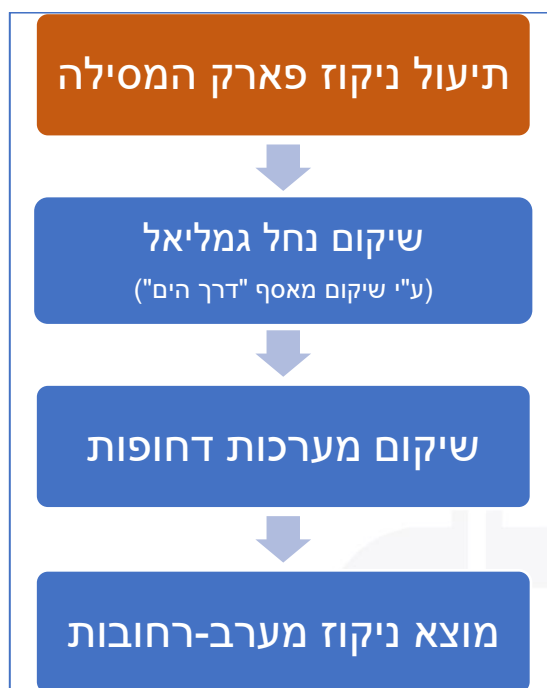 תיעול ניקוז פארק המסילה
שיקום נחל גמליאל
(ע"י שיקום מאסף "דרך הים")
שיקום מערכות דחופות
מוצא ניקוז מערב-רחובות